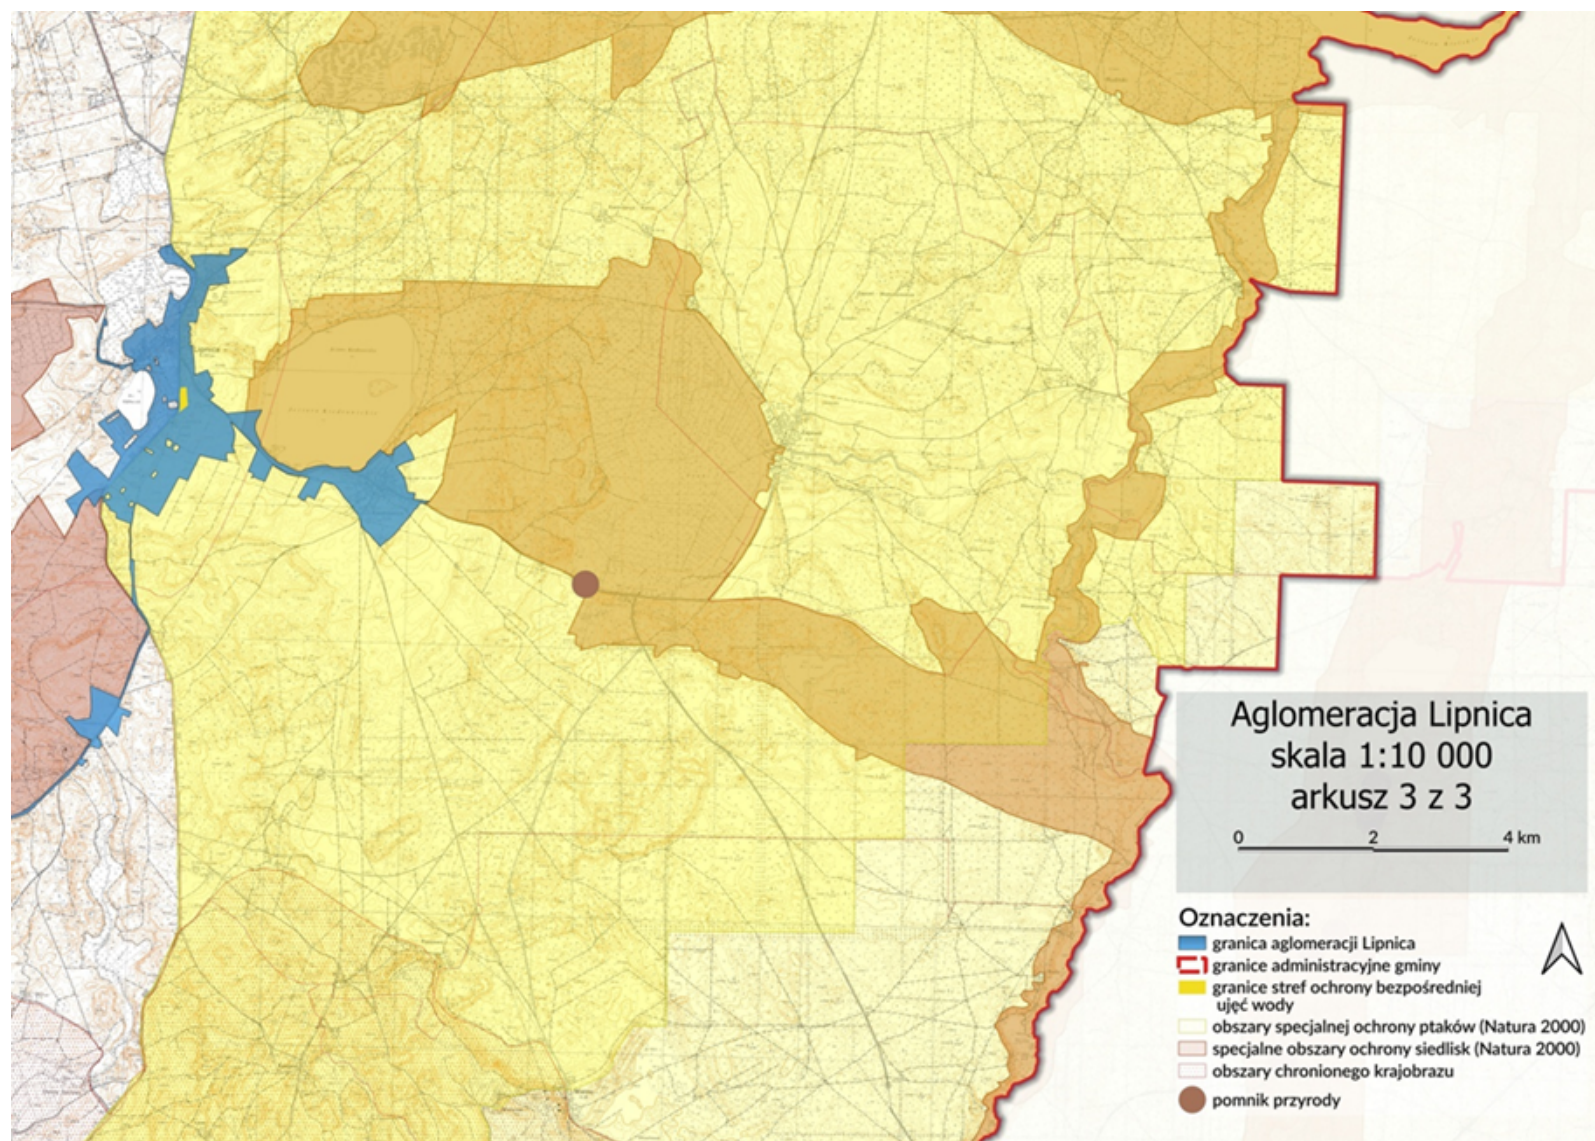 Aglomeracja Lipnica
skala 1:10 000
arkusz 3 z 3
0 2 4 km
Oznaczenia:
granica aglomeracji Lipnica
granice administracyjne gminy
granice stref ochrony bezpośredniej
ujęć wody
obszary specjalnej ochrony ptaków (Natura 2000)
specjalne obszary ochrony siedlisk (Natura 2000)
obszary chronionego krajobrazu
pomnik przyrody